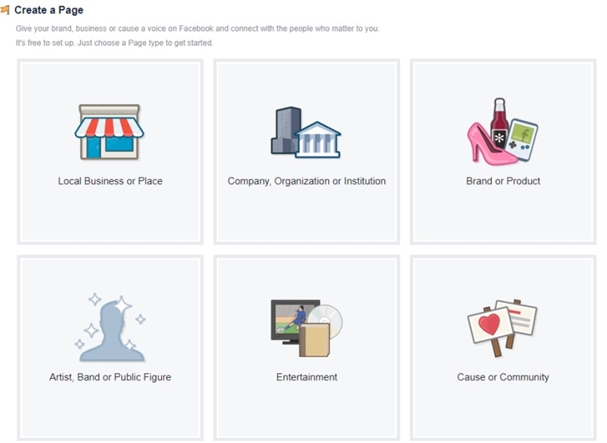 Create a Page
Give your brand, business or cause a voice on Facebook and connect with the people who matter to you.
It's free to set up. Just choose a Page type to get started.
Local Business or Place
Company, Organization or Institution
Brand or Product
Artist, Band or Public Figure
Entertainment
Cause or Community